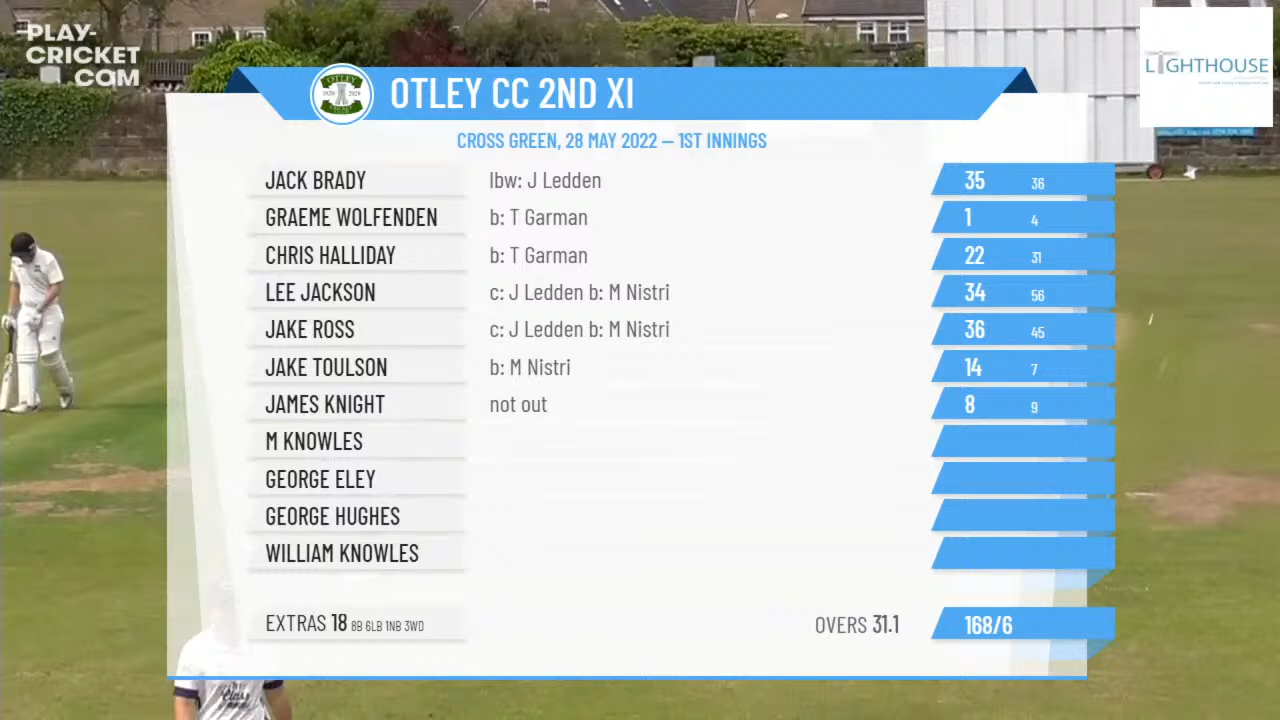 PLAY-
CRICKET
.COM
LIGHTHOUSE
OTLEY CC 2ND XI
CROSS GREEN, 28 MAY 2022 – 1ST INNINGS
JACK BRADY lbw: J Ledden 35 36
GRAEME WOLFENDEN b: T Garman 1 4
CHRIS HALLIDAY b: T Garman 22 31
LEE JACKSON c: J Ledden b: M Nistri 34 56
JAKE ROSS c: J Ledden b: M Nistri 36 45
JAKE TOULSON b: M Nistri 14 7
JAMES KNIGHT not out 8 9
M KNOWLES
GEORGE ELEY
GEORGE HUGHES
WILLIAM KNOWLES
EXTRAS 18 8B 6LB 1NB 3WD OVERS 31.1 168/6